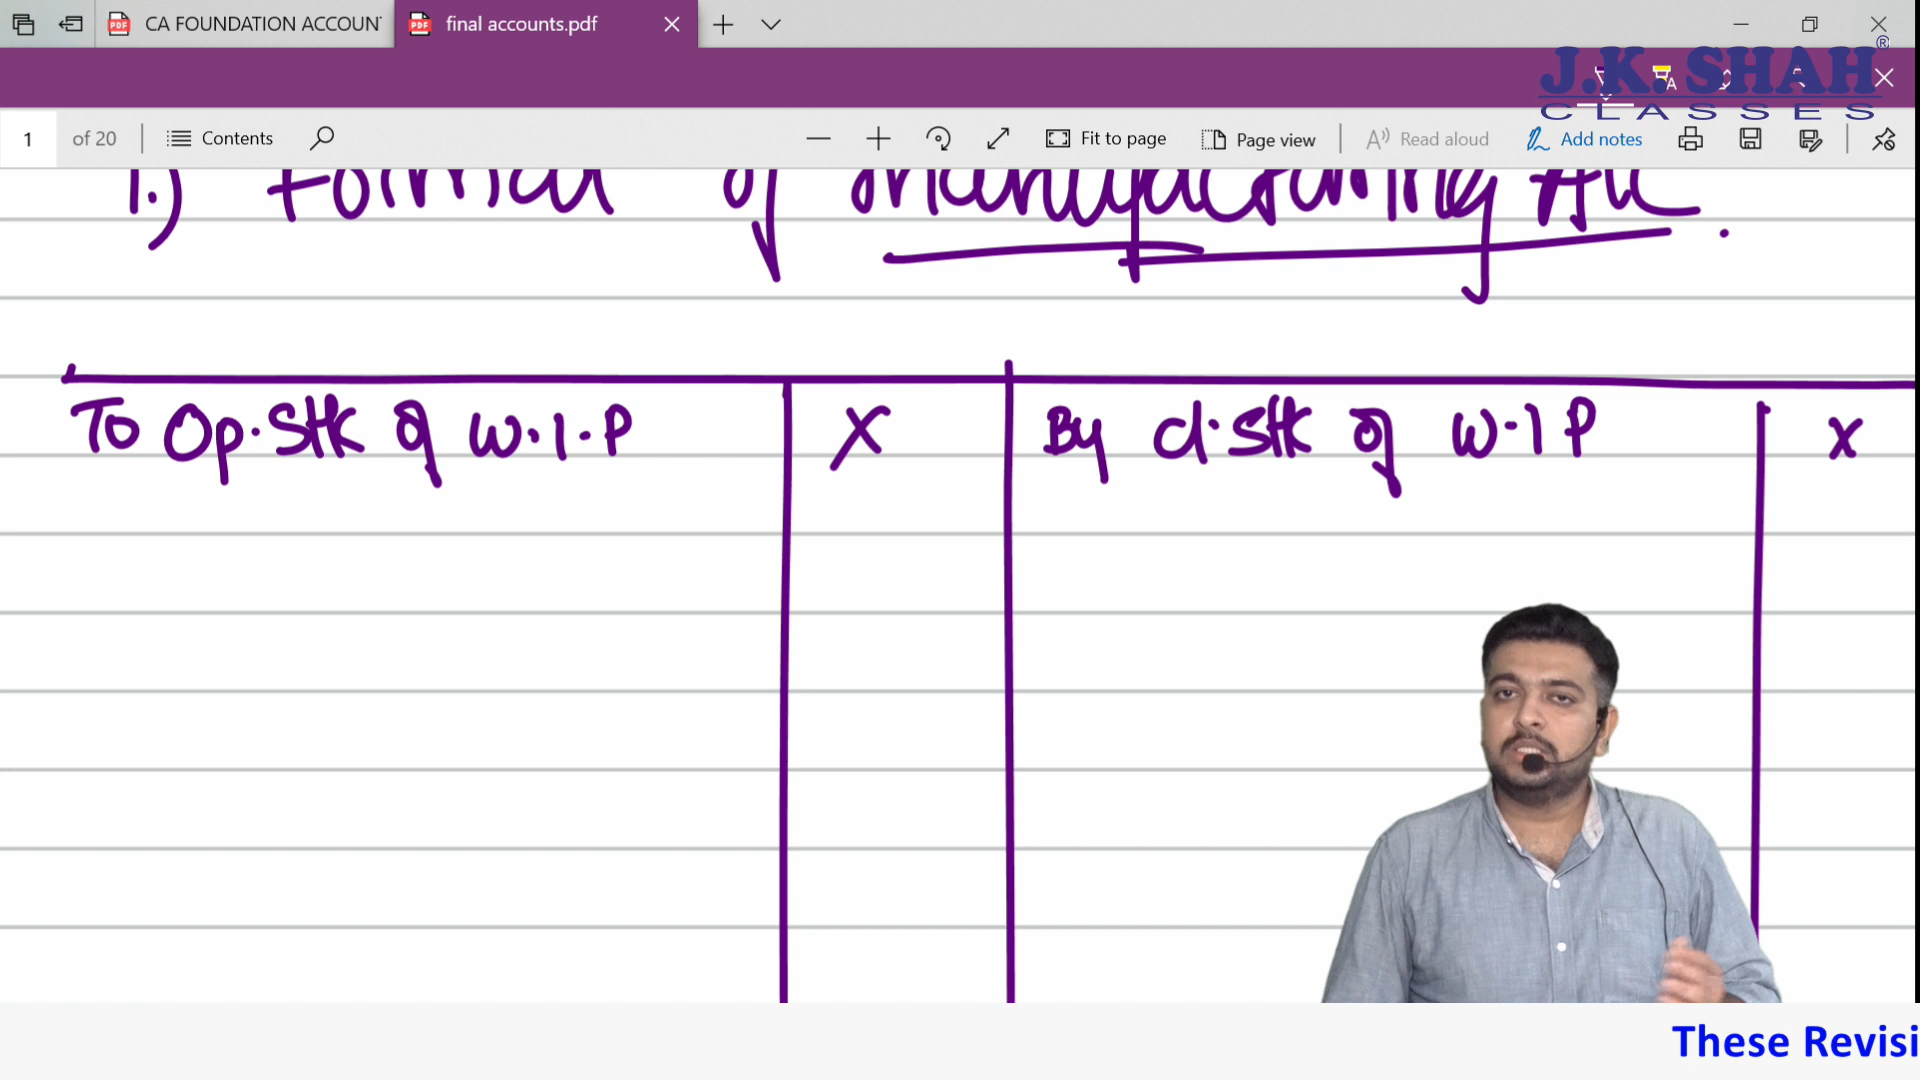 CA FOUNDATION ACCOUN
final accounts.pdf
J.K. SHAH®
CLASSES
1 of 20 Contents Fit to page Page view Read aloud Add notes
1.) Format of Manufacturing A/c.
To Op. Stk of W.I.P X By cl. Stk of W.I P X
These Revisi